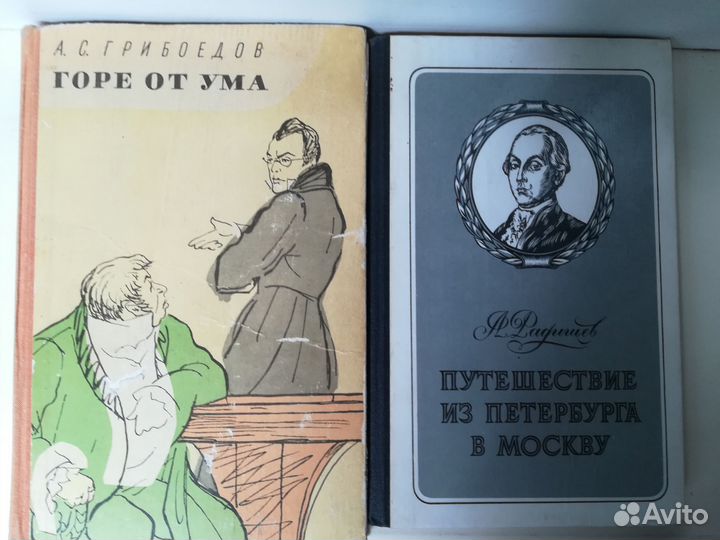 А. С. ГРИБОЕДОВ
ГОРЕ ОТ УМА
А. Радищев
ПУТЕШЕСТВИЕ
ИЗ ПЕТЕРБУРГА
В МОСКВУ
Avito